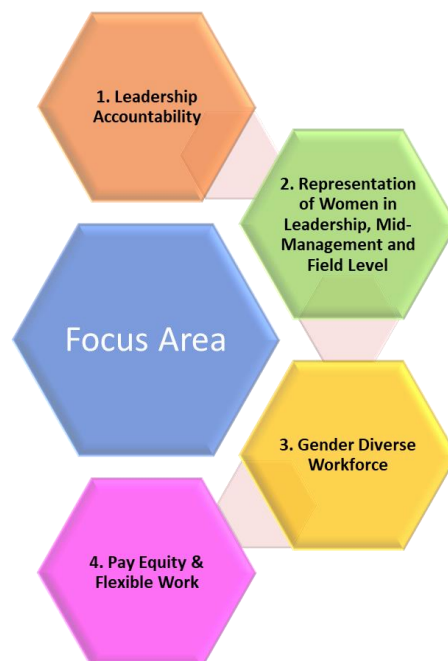 1. Leadership
Accountability
2. Representation
of Women in
Leadership, Mid-
Management and
Field Level
Focus Area
3. Gender Diverse
Workforce
4. Pay Equity &
Flexible Work